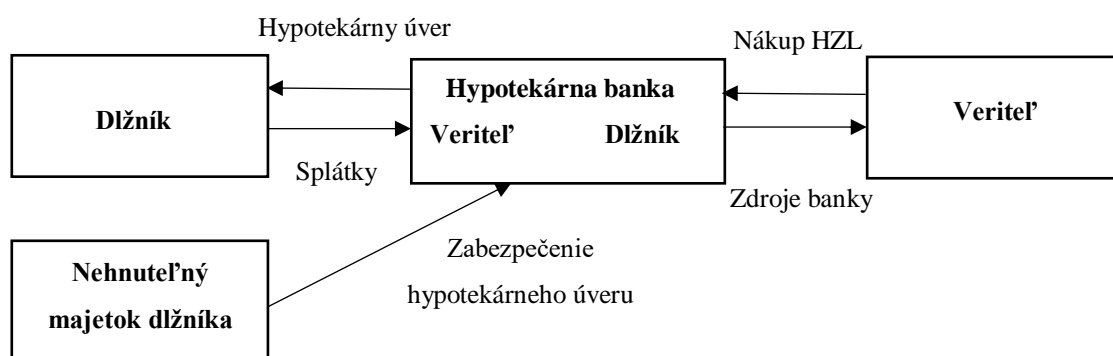 Hypotekárny úver
Nákup HZL
Dlžník
Hypotekárna banka
Veriteľ Dlžník
Veriteľ
Splátky
Zdroje banky
Zabezpečenie
hypotekárneho úveru
Nehnuteľný
majetok dlžníka